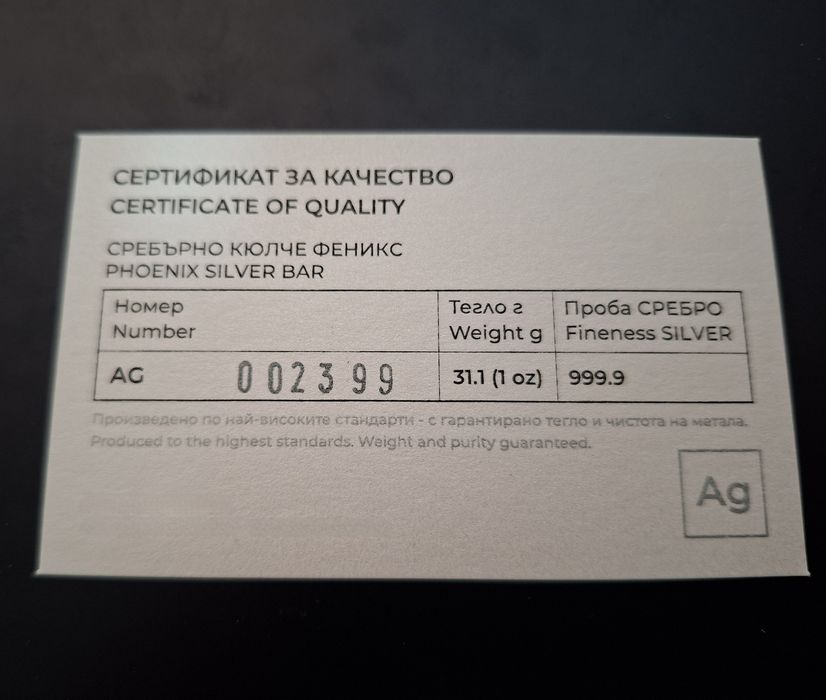 СЕРТИФИКАТ ЗА КАЧЕСТВО
CERTIFICATE OF QUALITY
СРЕБЪРНО КЮЛЧЕ ФЕНИКС
PHOENIX SILVER BAR
Номер Тегло г Проба СРЕБРО
Number Weight g Fineness SILVER
AG 002399 31.1 (1 oz) 999.9
Произведено по най-високите стандарти - с гарантирано тегло и чистота на метала.
Produced to the highest standards. Weight and purity guaranteed.
Ag